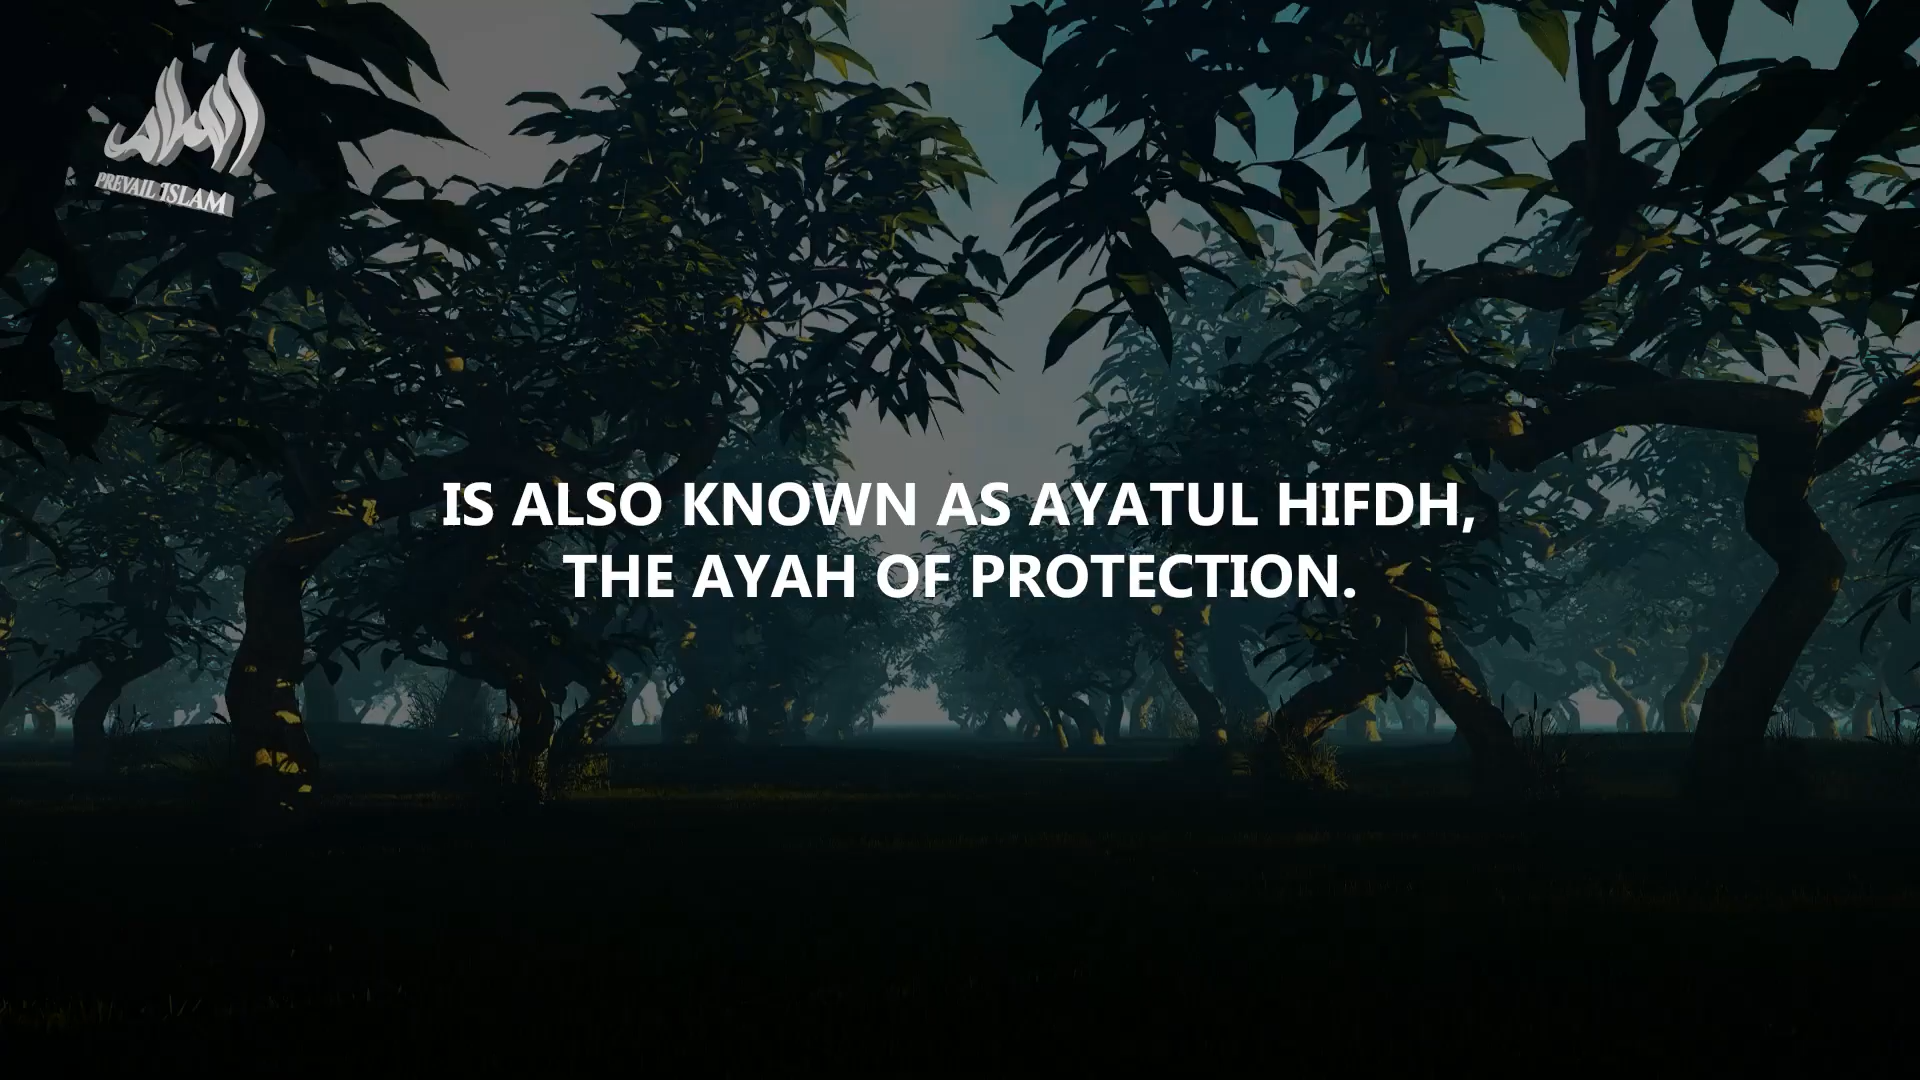 PREVAIL ISLAM
IS ALSO KNOWN AS AYATUL HIFDH,
THE AYAH OF PROTECTION.